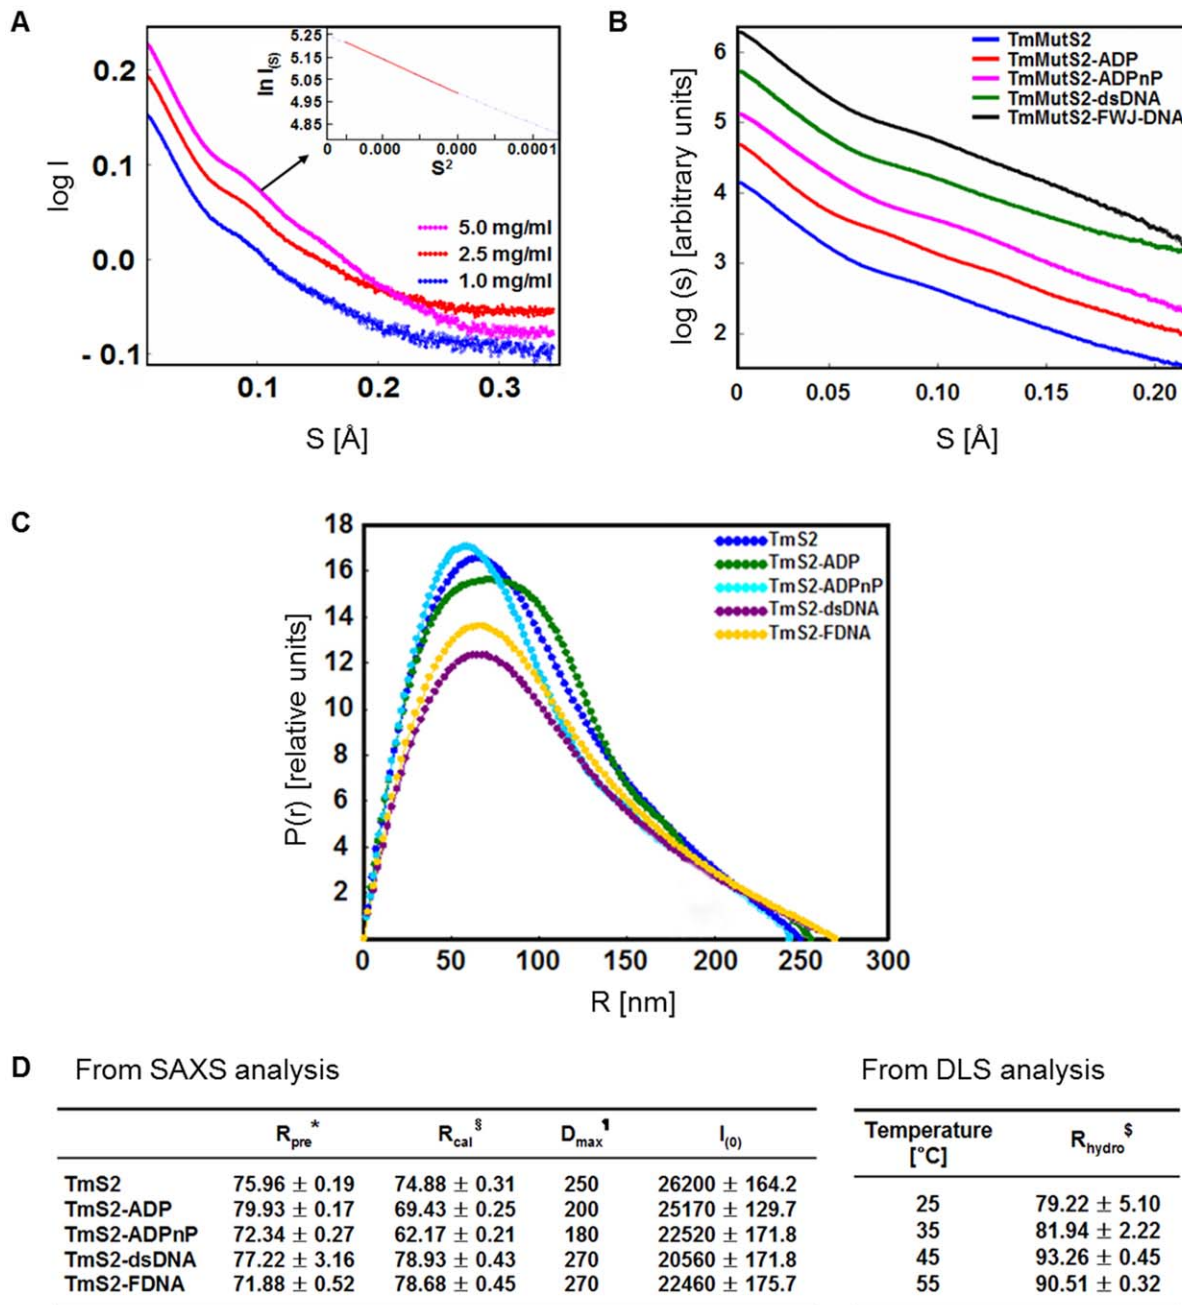 A
log I
0.2
0.1
0.0
- 0.1
0.1 0.2 0.3
S [Å]
ln I(S)
5.25
5.15
5.05
4.95
4.85
0 0.000 0.000 0.0001
S²
5.0 mg/ml
2.5 mg/ml
1.0 mg/ml
B
log (s) [arbitrary units]
6
5
4
3
2
0 0.05 0.10 0.15 0.20
S [Å]
TmMutS2
TmMutS2-ADP
TmMutS2-ADPnP
TmMutS2-dsDNA
TmMutS2-FWJ-DNA
C
P(r) [relative units]
18
16
14
12
10
8
6
4
2
0 50 100 150 200 250 300
R [nm]
TmS2
TmS2-ADP
TmS2-ADPnP
TmS2-dsDNA
TmS2-FDNA
D From SAXS analysis
Rpre* Rcal§ Dmax¶ I(0)
TmS2 75.96 ± 0.19 74.88 ± 0.31 250 26200 ± 164.2
TmS2-ADP 79.93 ± 0.17 69.43 ± 0.25 200 25170 ± 129.7
TmS2-ADPnP 72.34 ± 0.27 62.17 ± 0.21 180 22520 ± 171.8
TmS2-dsDNA 77.22 ± 3.16 78.93 ± 0.43 270 20560 ± 171.8
TmS2-FDNA 71.88 ± 0.52 78.68 ± 0.45 270 22460 ± 175.7
From DLS analysis
Temperature [°C] Rhydro$
25 79.22 ± 5.10
35 81.94 ± 2.22
45 93.26 ± 0.45
55 90.51 ± 0.32